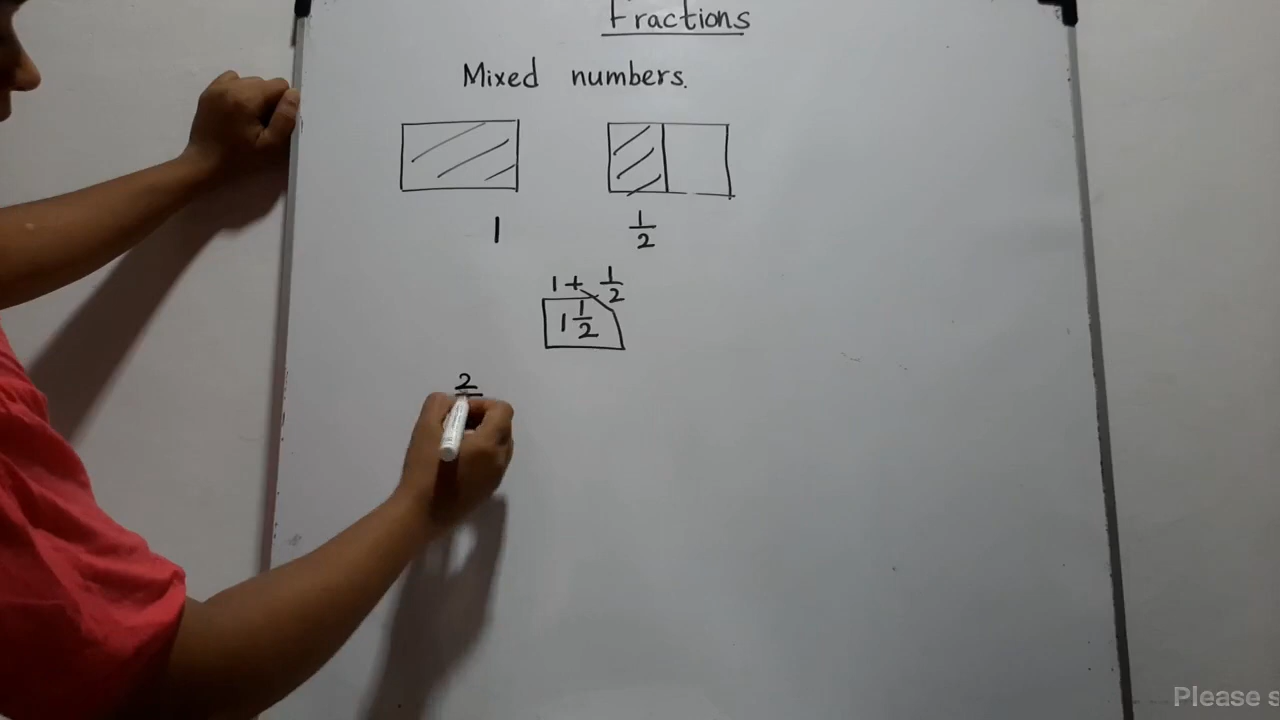 Fractions
Mixed numbers.
1 1/2
1 + 1/2
1 1/2
2
Please s